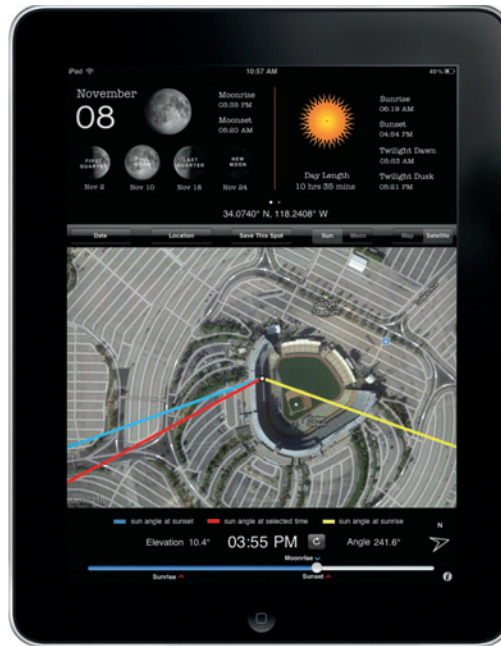 iPad 10:57 AM 49%
November
08
Moonrise
03:35 PM
Moonset
05:20 AM
FIRST QUARTER
FULL MOON
LAST QUARTER
NEW MOON
Nov 2 Nov 10 Nov 18 Nov 24
Sunrise
06:19 AM
Sunset
04:54 PM
Twilight Dawn
05:53 AM
Twilight Dusk
05:21 PM
Day Length
10 hrs 35 mins
34.0740° N, 118.2408° W
Date Location Save This Spot Sun Moon Map Satellite
Dodger
Stadium
sun angle at sunset sun angle at selected time sun angle at sunrise
N
Elevation 10.4° 03:55 PM Angle 241.6°
Moonrise
Sunrise Sunset